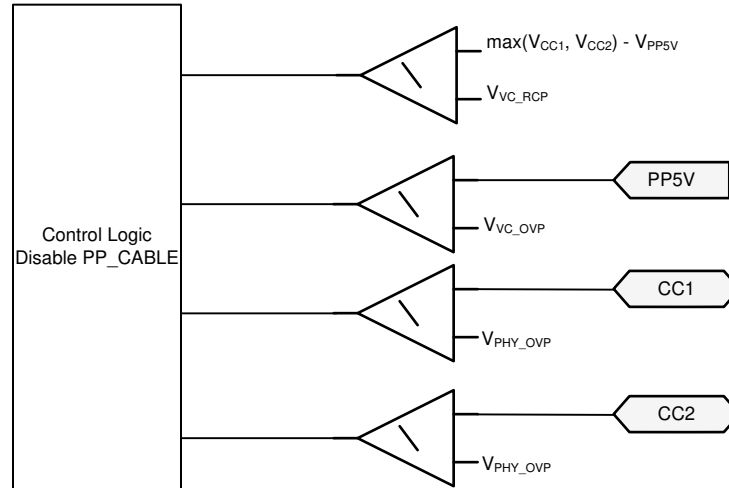 max(VCC1, VCC2) - VPP5V
VVC_RCP
PP5V
VVC_OVP
Control Logic
Disable PP_CABLE
CC1
VPHY_OVP
CC2
VPHY_OVP